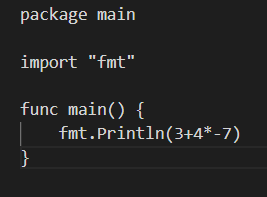 package main
import "fmt"
func main() {
    fmt.Println(3+4*-7)
}